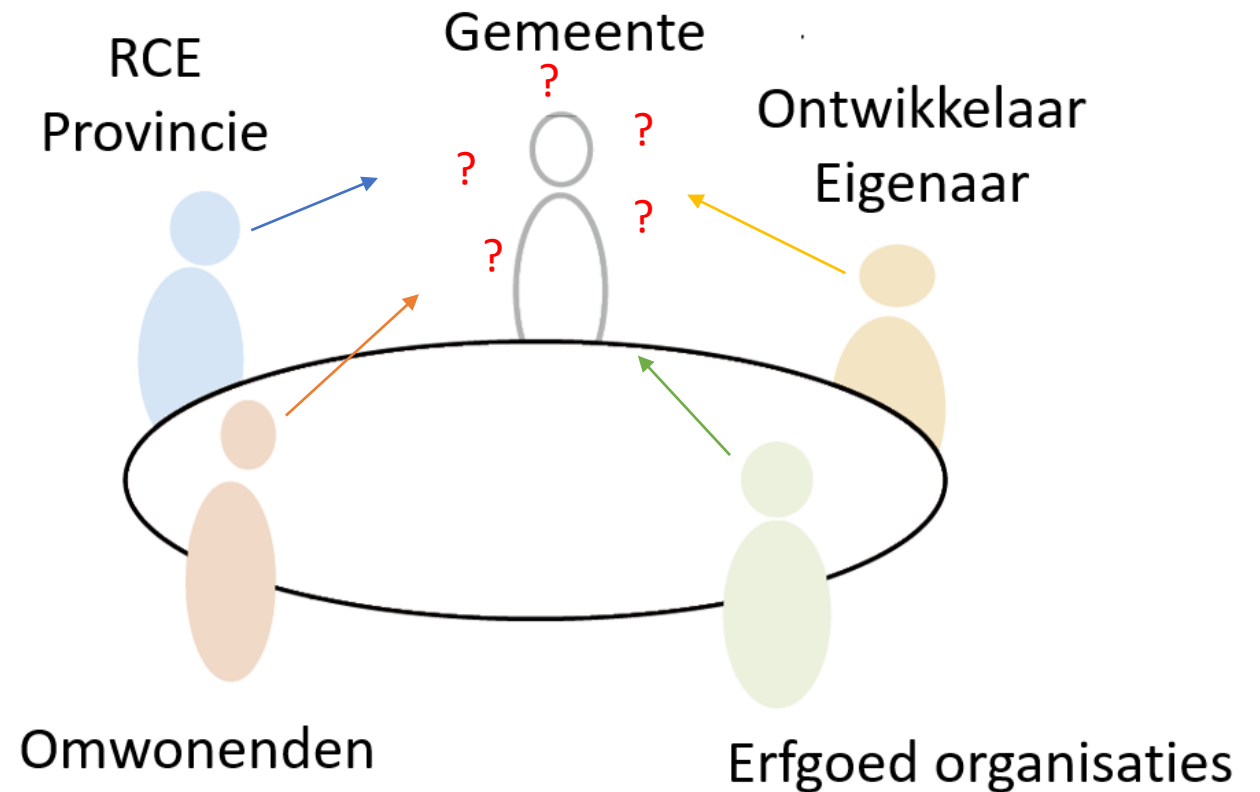 RCE
Provincie
Gemeente
?
?
?
?
?
Ontwikkelaar
Eigenaar
Omwonenden
Erfgoed organisaties